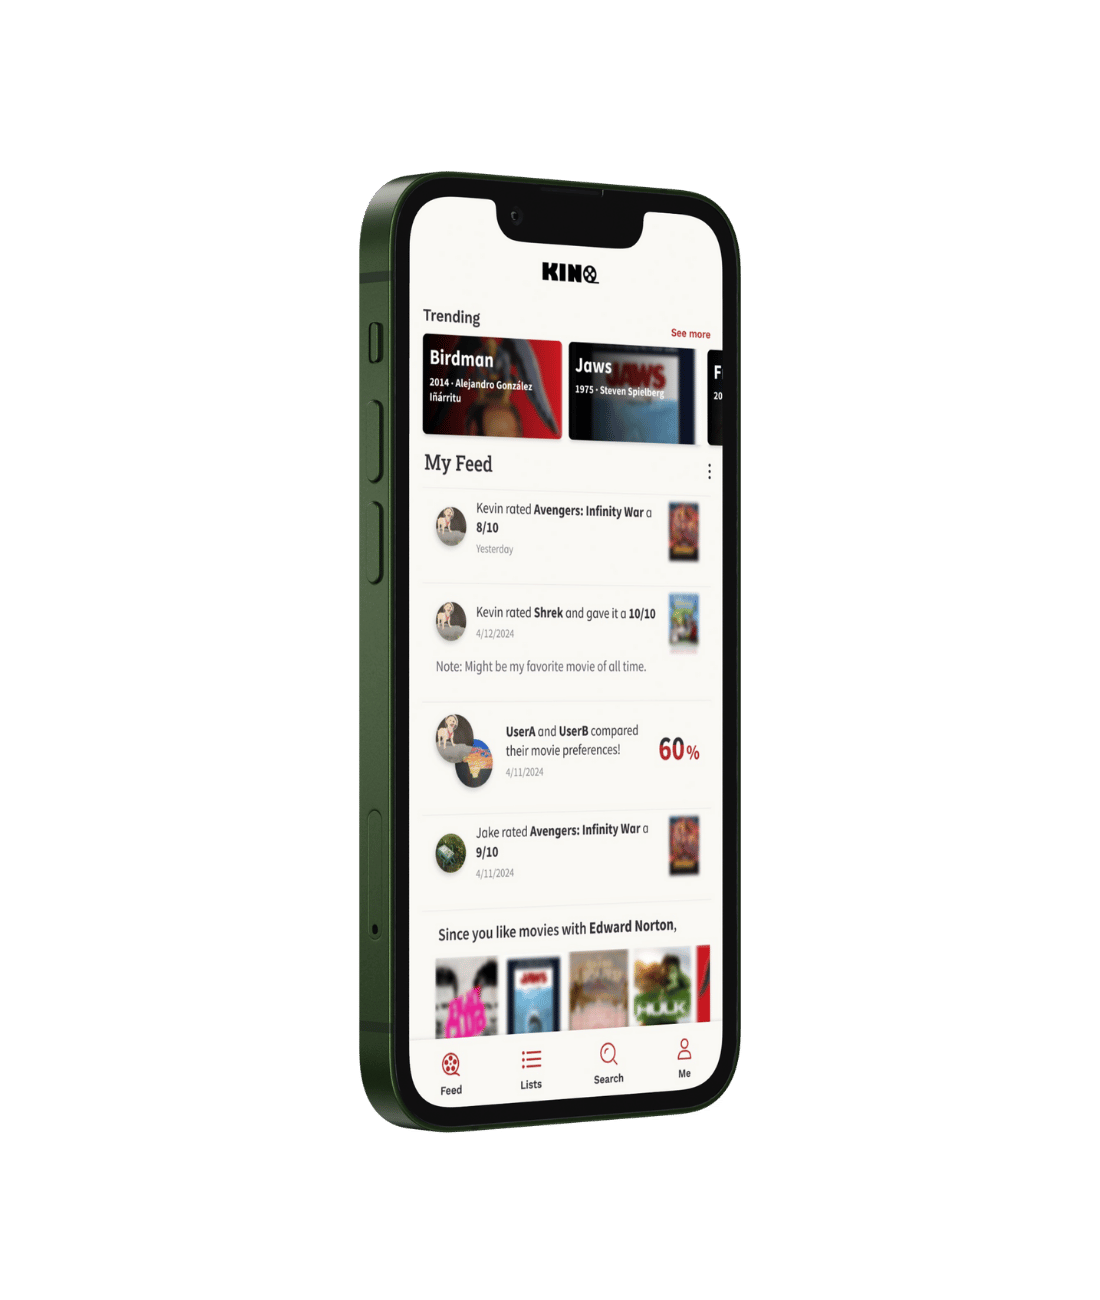 KINO
Trending
See more
Birdman
2014 · Alejandro González
Iñárritu
Jaws
JAWS
1975 · Steven Spielberg
F
20
My Feed
Kevin rated Avengers: Infinity War a
8/10
Yesterday
Kevin rated Shrek and gave it a 10/10
4/12/2024
Note: Might be my favorite movie of all time.
UserA and UserB compared
their movie preferences!
4/11/2024
60%
Jake rated Avengers: Infinity War a
9/10
4/11/2024
Since you like movies with Edward Norton,
JAWS
HULK
Feed
Lists
Search
Me